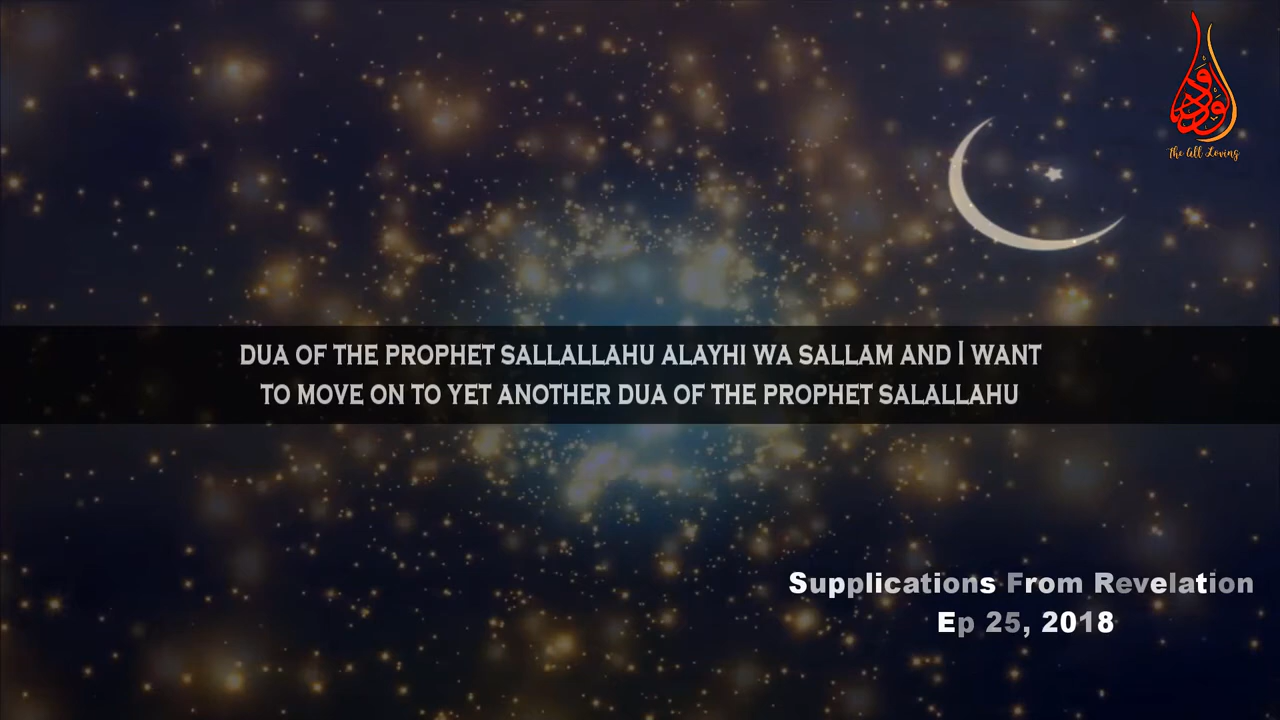 الودود
The All Loving
DUA OF THE PROPHET SALLALLAHU ALAYHI WA SALLAM AND I WANT
TO MOVE ON TO YET ANOTHER DUA OF THE PROPHET SALALLAHU
Supplications From Revelation
Ep 25, 2018